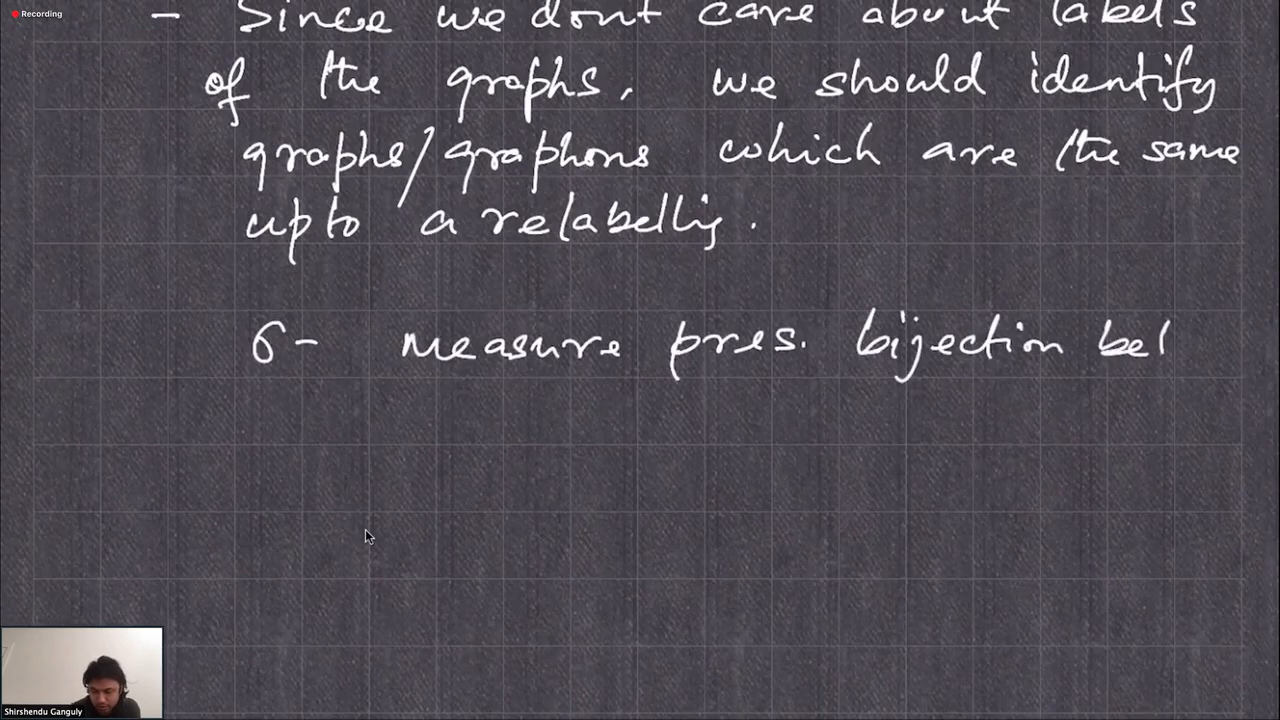 Recording
- Since we dont care about labels
of the graphs, we should identify
graphs/graphons which are the same
upto a relabellig.
σ- measure pres. bijection bet
Shirshendu Ganguly